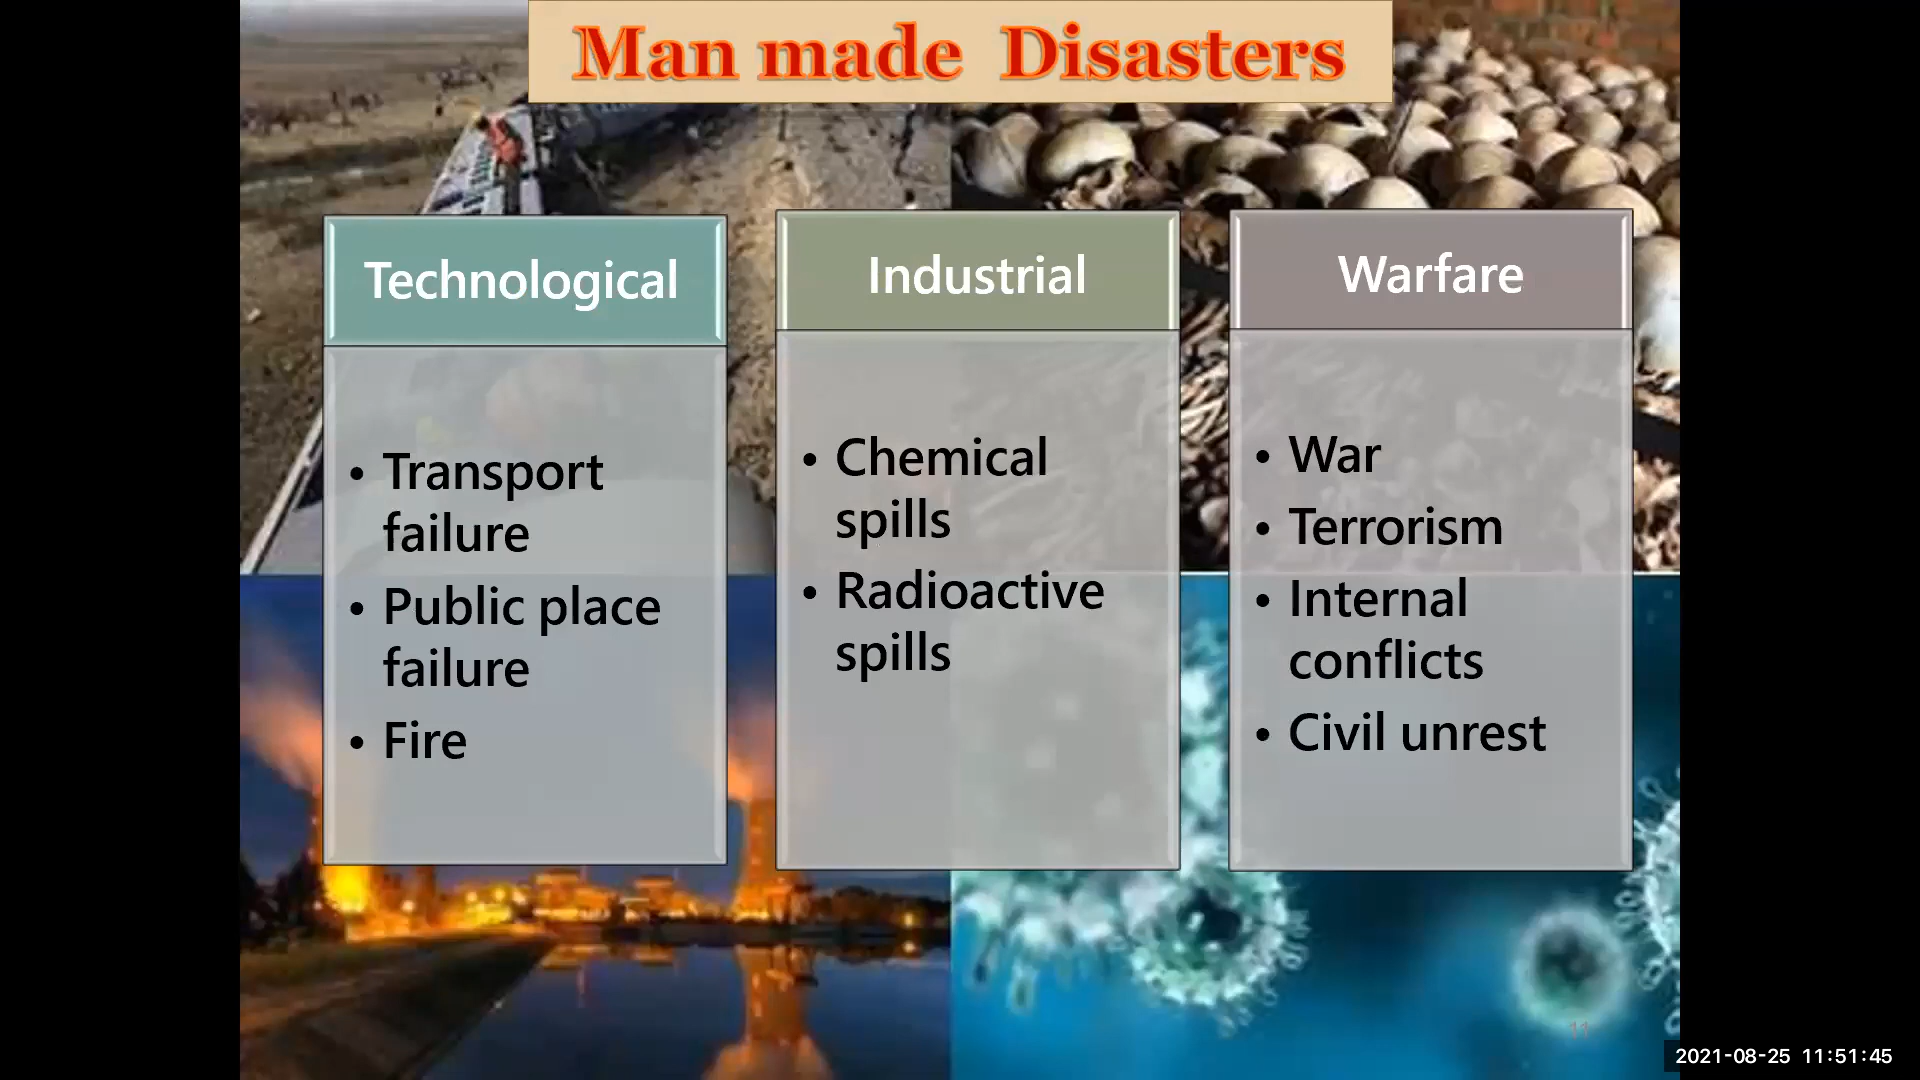 Man made Disasters
Technological
• Transport
failure
• Public place
failure
• Fire
Industrial
• Chemical
spills
• Radioactive
spills
Warfare
• War
• Terrorism
• Internal
conflicts
• Civil unrest
11
2021-08-25 11:51:45